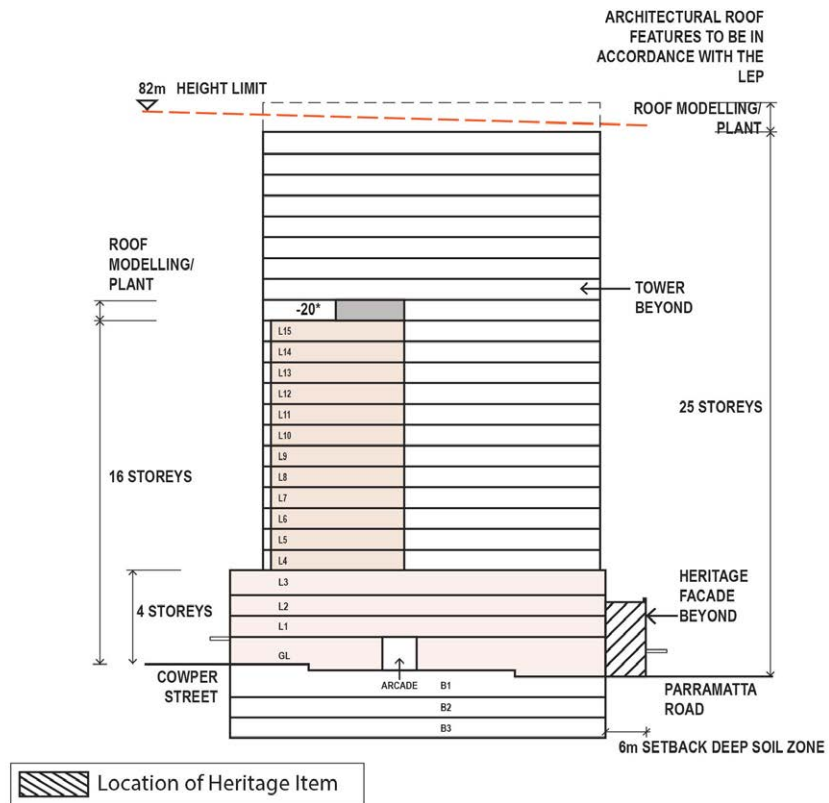 ARCHITECTURAL ROOF
FEATURES TO BE IN
ACCORDANCE WITH THE
LEP
82m HEIGHT LIMIT
ROOF MODELLING/
PLANT
ROOF
MODELLING/
PLANT
TOWER
BEYOND
-20*
L15
L14
L13
L12
L11
L10
L9
L8
L7
L6
L5
L4
25 STOREYS
16 STOREYS
L3
L2
L1
GL
4 STOREYS
HERITAGE
FACADE
BEYOND
COWPER
STREET
ARCADE
B1
B2
B3
PARRAMATTA
ROAD
6m SETBACK DEEP SOIL ZONE
Location of Heritage Item